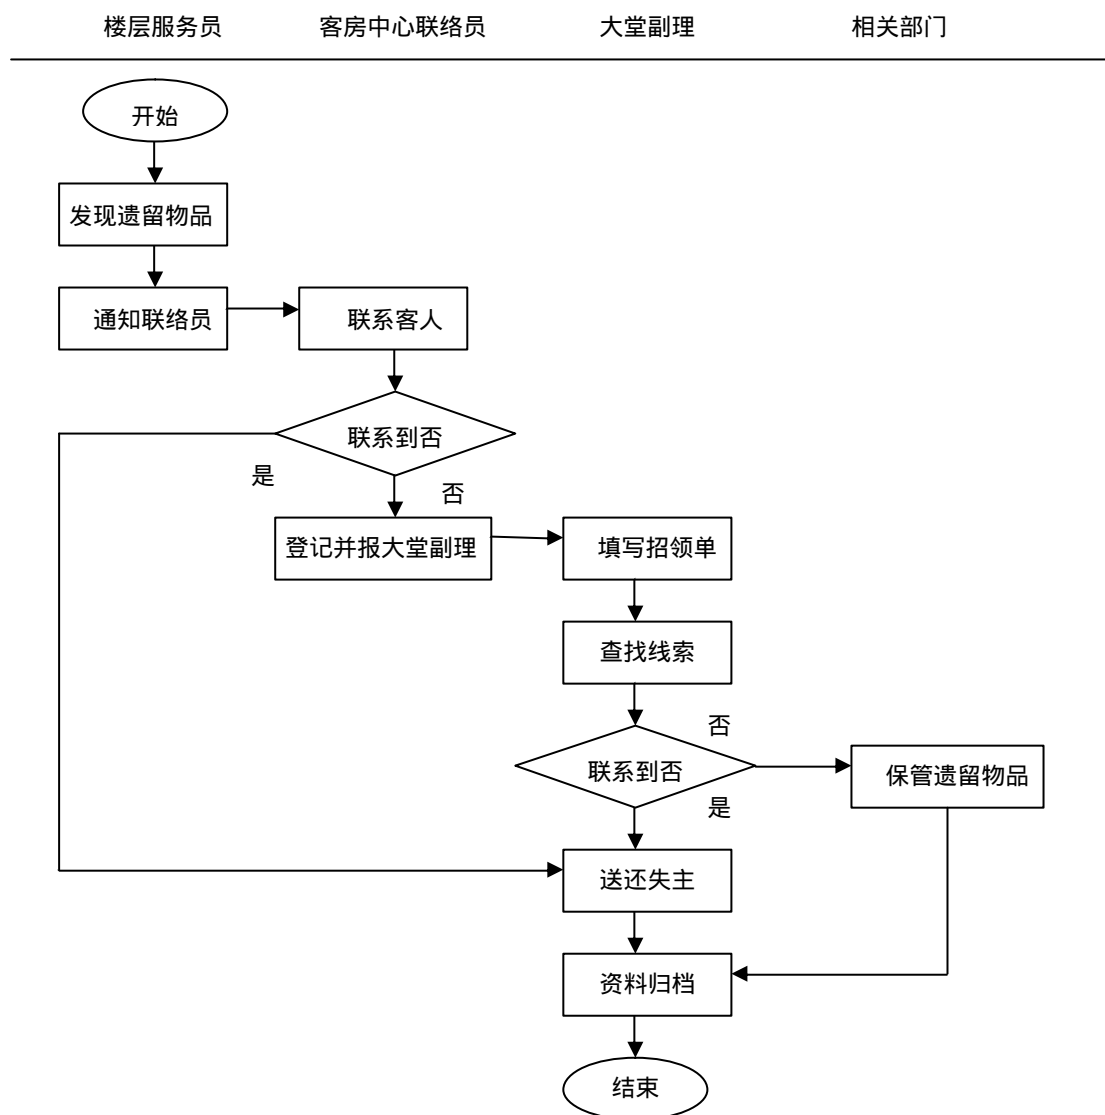 楼层服务员 客房中心联络员 大堂副理 相关部门
开始
发现遗留物品
通知联络员 联系客人
联系到否
是
否
登记并报大堂副理 填写招领单
查找线索
否
联系到否 保管遗留物品
是
送还失主
资料归档
结束